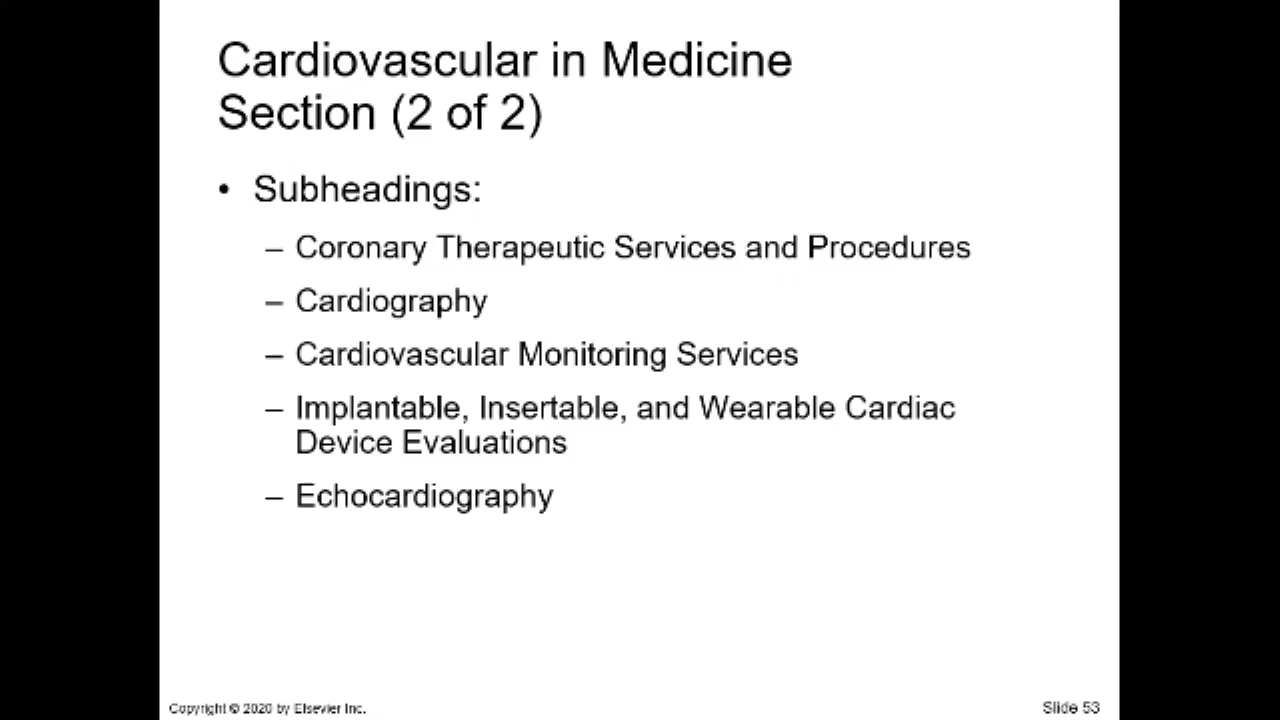 Cardiovascular in Medicine
Section (2 of 2)
• Subheadings:
– Coronary Therapeutic Services and Procedures
– Cardiography
– Cardiovascular Monitoring Services
– Implantable, Insertable, and Wearable Cardiac
Device Evaluations
– Echocardiography
Copyright © 2020 by Elsevier Inc.
Slide 53